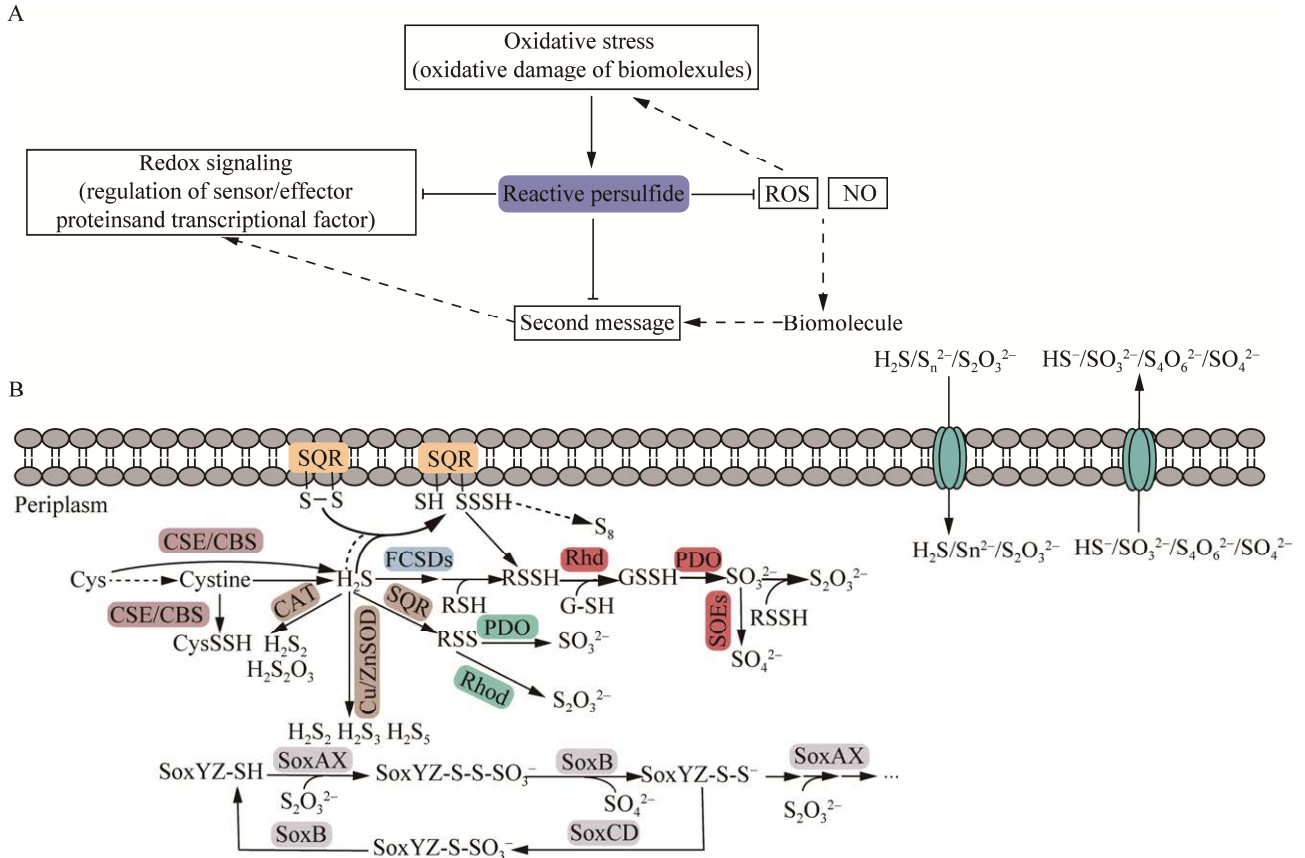 A
Oxidative stress
(oxidative damage of biomolexules)
Redox signaling
(regulation of sensor/effector
proteinsand transcriptional factor)
Reactive persulfide
ROS
NO
Second message
Biomolecule
H₂S/Sₙ²⁻/S₂O₃²⁻
HS⁻/SO₃²⁻/S₄O₆²⁻/SO₄²⁻
B
SQR
SQR
Periplasm
S–S
SH
SSSH
S₈
H₂S/Sn²⁻/S₂O₃²⁻
HS⁻/SO₃²⁻/S₄O₆²⁻/SO₄²⁻
CSE/CBS
FCSDs
Rhd
PDO
Cys
Cystine
H₂S
RSSH
GSSH
SO₃²⁻
S₂O₃²⁻
RSH
G-SH
RSSH
CSE/CBS
CAT
SQR
PDO
SOEs
CysSSH
H₂S₂
H₂S₂O₃
RSS
SO₃²⁻
SO₄²⁻
Cu/ZnSOD
Rhod
S₂O₃²⁻
H₂S₂ H₂S₃ H₂S₅
SoxYZ-SH
SoxAX
SoxYZ-S-S-SO₃⁻
SoxB
SoxYZ-S-S⁻
SoxAX
...
S₂O₃²⁻
SO₄²⁻
S₂O₃²⁻
SoxB
SoxYZ-S-SO₃⁻
SoxCD